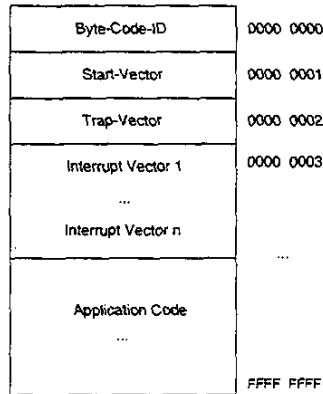 Byte-Code-ID 0000 0000
Start-Vector 0000 0001
Trap-Vector 0000 0002
Interrupt Vector 1 0000 0003
...
Interrupt Vector n
...
Application Code
...
FFFF FFFF